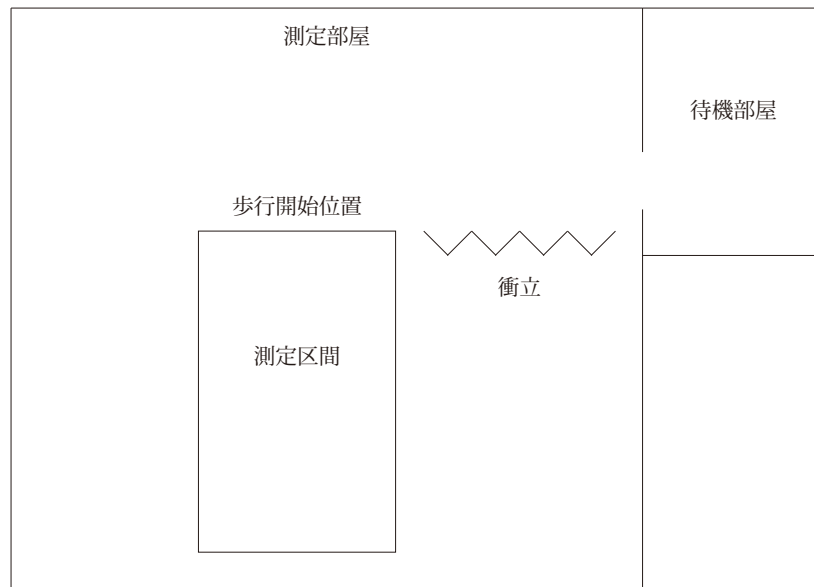 測定部屋
待機部屋
歩行開始位置
衝立
測定区間